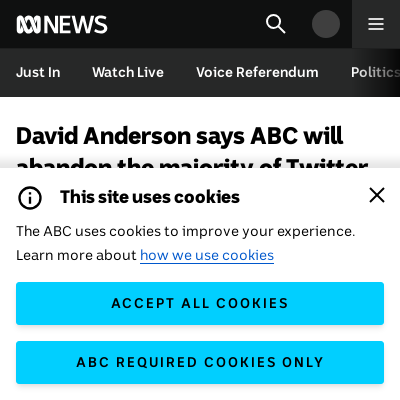 NEWS
Just In Watch Live Voice Referendum Politics
David Anderson says ABC will
abandon the majority of Twitter
This site uses cookies
The ABC uses cookies to improve your experience.
Learn more about how we use cookies
ACCEPT ALL COOKIES
ABC REQUIRED COOKIES ONLY